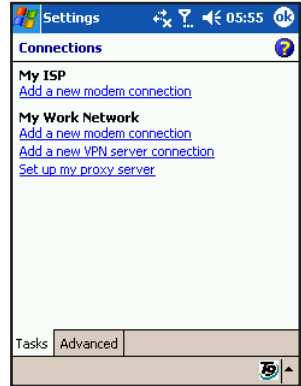 Settings 05:55 ok
Connections ?
My ISP
Add a new modem connection
My Work Network
Add a new modem connection
Add a new VPN server connection
Set up my proxy server
Tasks Advanced
T9